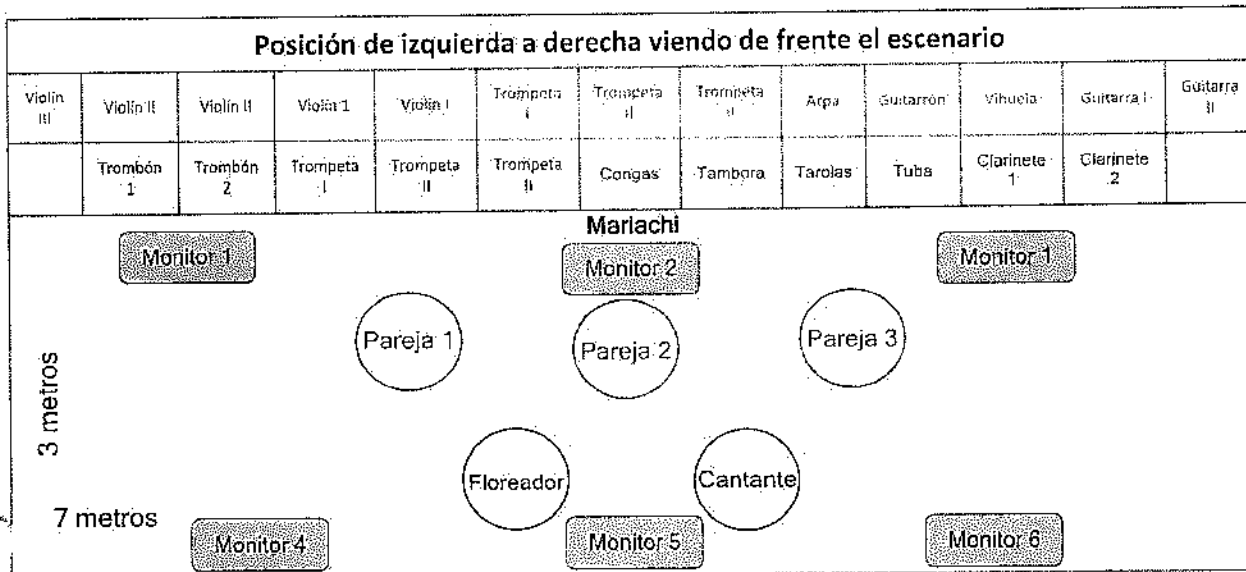 Posición de izquierda a derecha viendo de frente el escenario
Violín III Violín II Violín II Violín 1 Violín I Trompeta I Trompeta II Trompeta II Arpa Guitarrón Vihuela Guitarra I Guitarra II
Trombón 1 Trombón 2 Trompeta I Trompeta II Trompeta II Congas Tambora Tarolas Tuba Clarinete 1 Clarinete 2
Mariachi
Monitor 1 Monitor 2 Monitor 1
Pareja 1 Pareja 2 Pareja 3
3 metros
Floreador Cantante
7 metros
Monitor 4 Monitor 5 Monitor 6